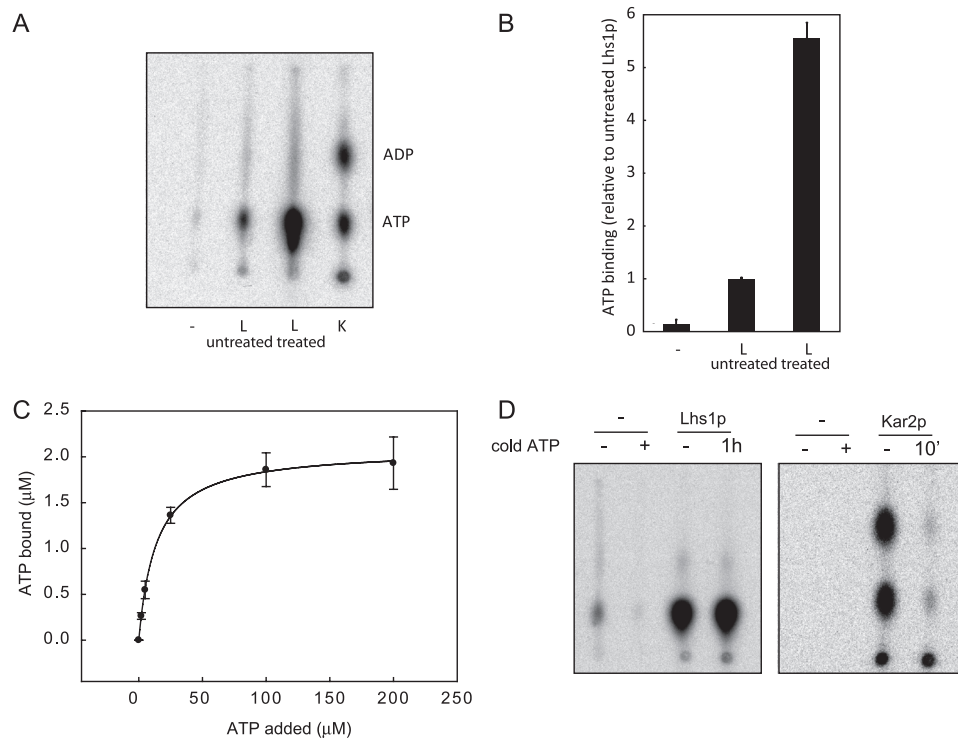 A
ADP
ATP
- L L K
untreated treated
B
ATP binding (relative to untreated Lhs1p)
6
5
4
3
2
1
0
- L L
untreated treated
C
ATP bound (μM)
2.5
2.0
1.5
1.0
0.5
0.0
0 50 100 150 200 250
ATP added (μM)
D
- Lhs1p - Kar2p
cold ATP - + - 1h - + - 10'